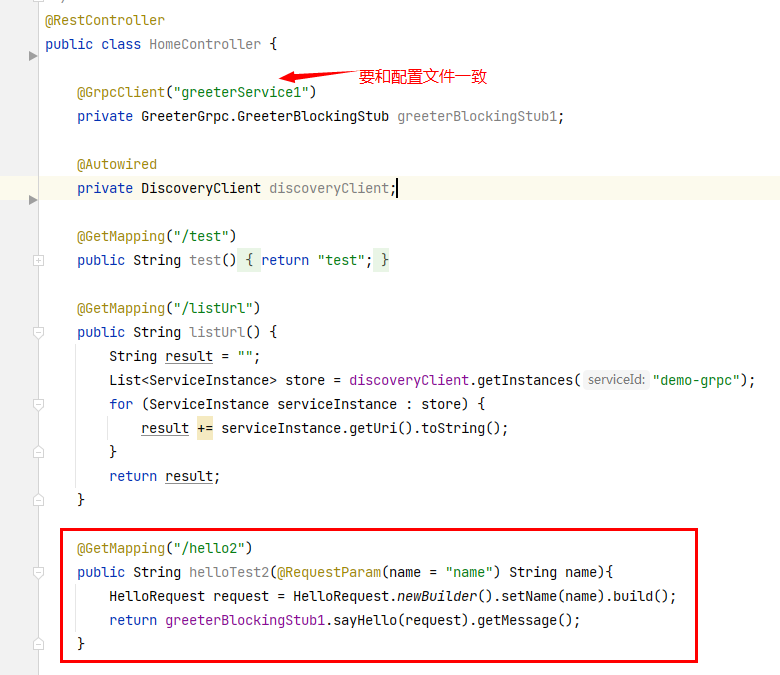 @RestController
public class HomeController {
要和配置文件一致
@GrpcClient("greeterService1")
private GreeterGrpc.GreeterBlockingStub greeterBlockingStub1;
@Autowired
private DiscoveryClient discoveryClient;
@GetMapping("/test")
public String test() { return "test"; }
@GetMapping("/listUrl")
public String listUrl() {
String result = "";
List<ServiceInstance> store = discoveryClient.getInstances( serviceId: "demo-grpc");
for (ServiceInstance serviceInstance : store) {
result += serviceInstance.getUri().toString();
}
return result;
}
@GetMapping("/hello2")
public String helloTest2(@RequestParam(name = "name") String name){
HelloRequest request = HelloRequest.newBuilder().setName(name).build();
return greeterBlockingStub1.sayHello(request).getMessage();
}